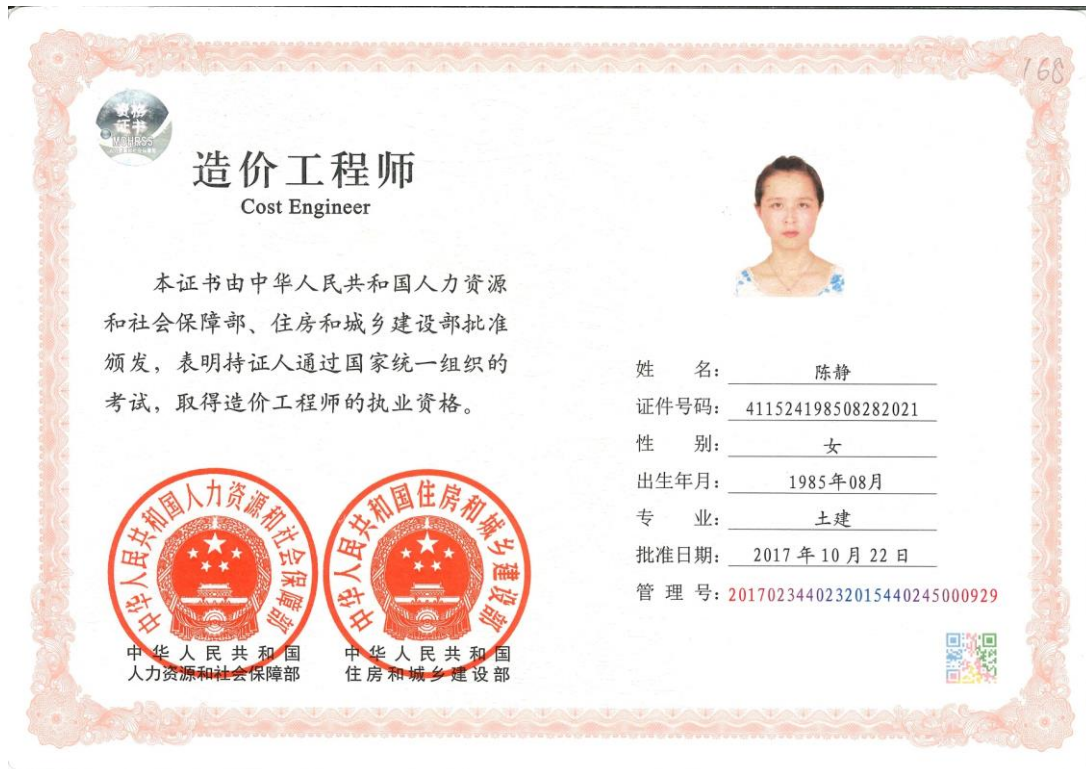 168
资格
证书
MOHRSS
造价工程师
Cost Engineer
本证书由中华人民共和国人力资源
和社会保障部、住房和城乡建设部批准
颁发，表明持证人通过国家统一组织的
考试，取得造价工程师的执业资格。
姓 名：陈静
证件号码：411524198508282021
性 别：女
出生年月：1985年08月
专 业：土建
批准日期：2017年10月22日
管 理 号：2017023440232015440245000929
中华人民共和国人力资源和社会保障部
中华人民共和国住房和城乡建设部
中华人民共和国
人力资源和社会保障部
中华人民共和国
住房和城乡建设部